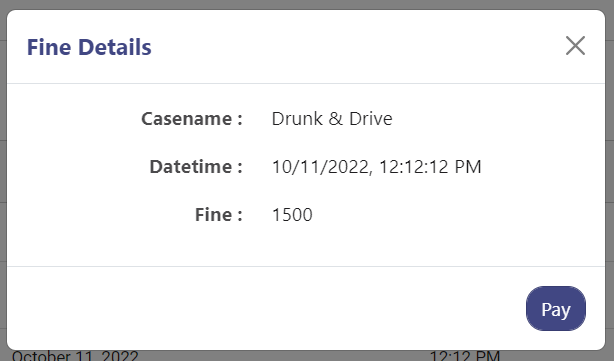 Fine Details
Casename : Drunk & Drive
Datetime : 10/11/2022, 12:12:12 PM
Fine : 1500
Pay
October 11, 2022 12:12 PM